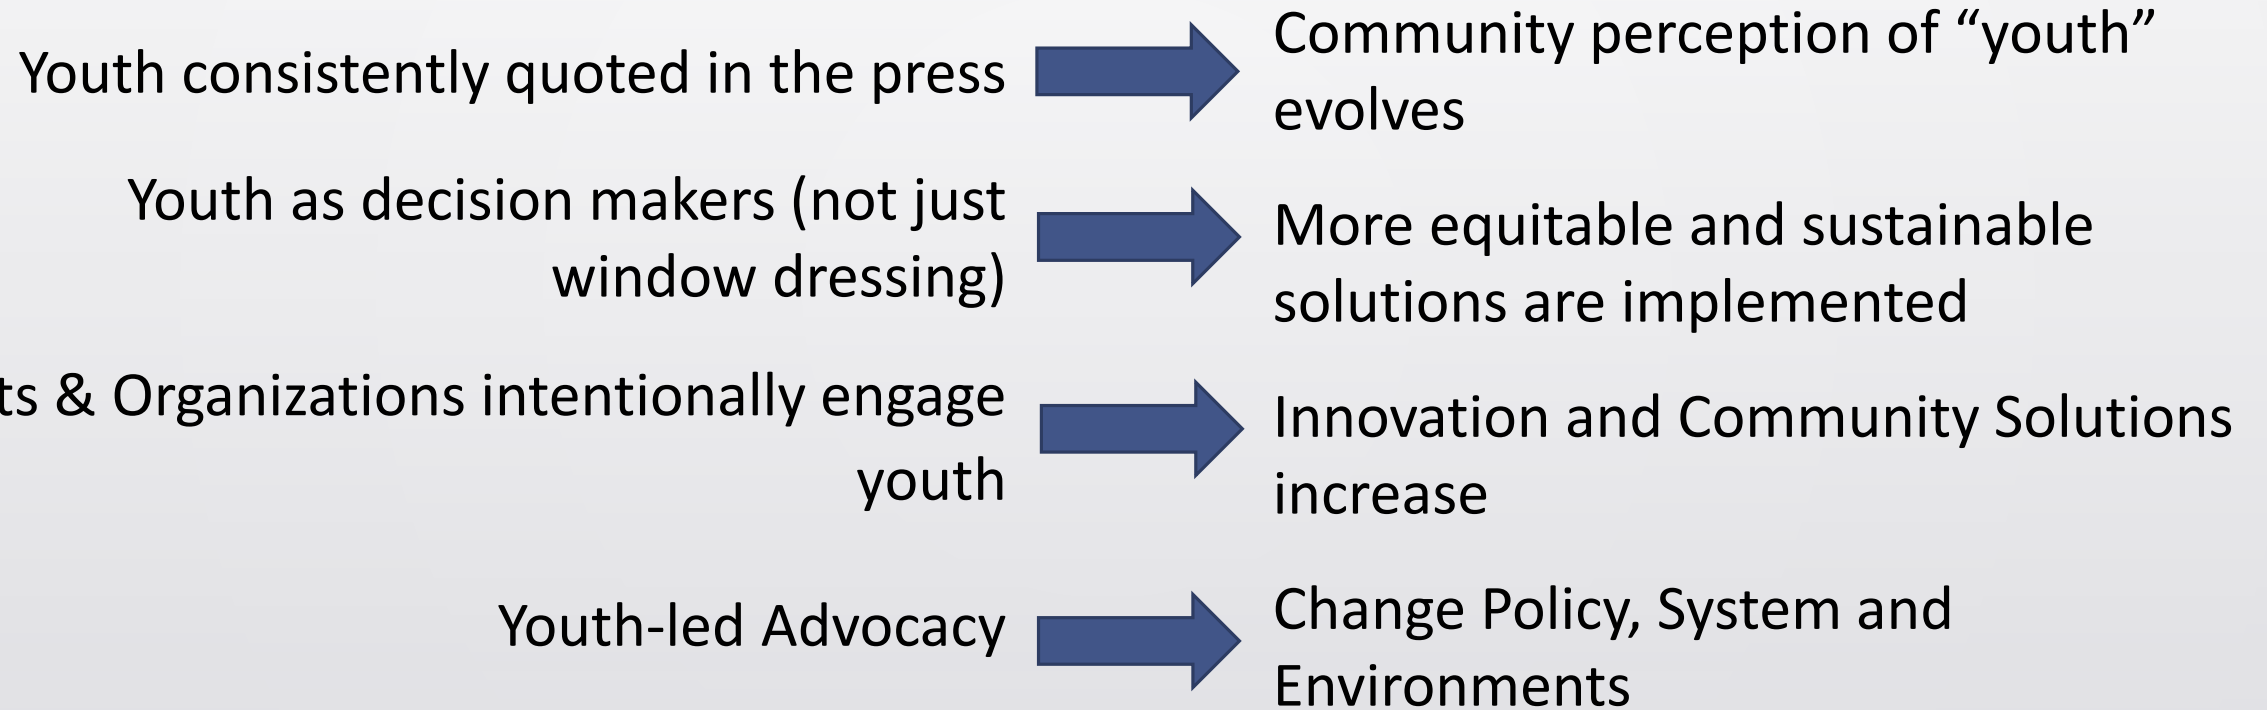 Youth consistently quoted in the press
Community perception of “youth”
evolves
Youth as decision makers (not just
window dressing)
More equitable and sustainable
solutions are implemented
& Organizations intentionally engage
youth
Innovation and Community Solutions
increase
Youth-led Advocacy
Change Policy, System and
Environments